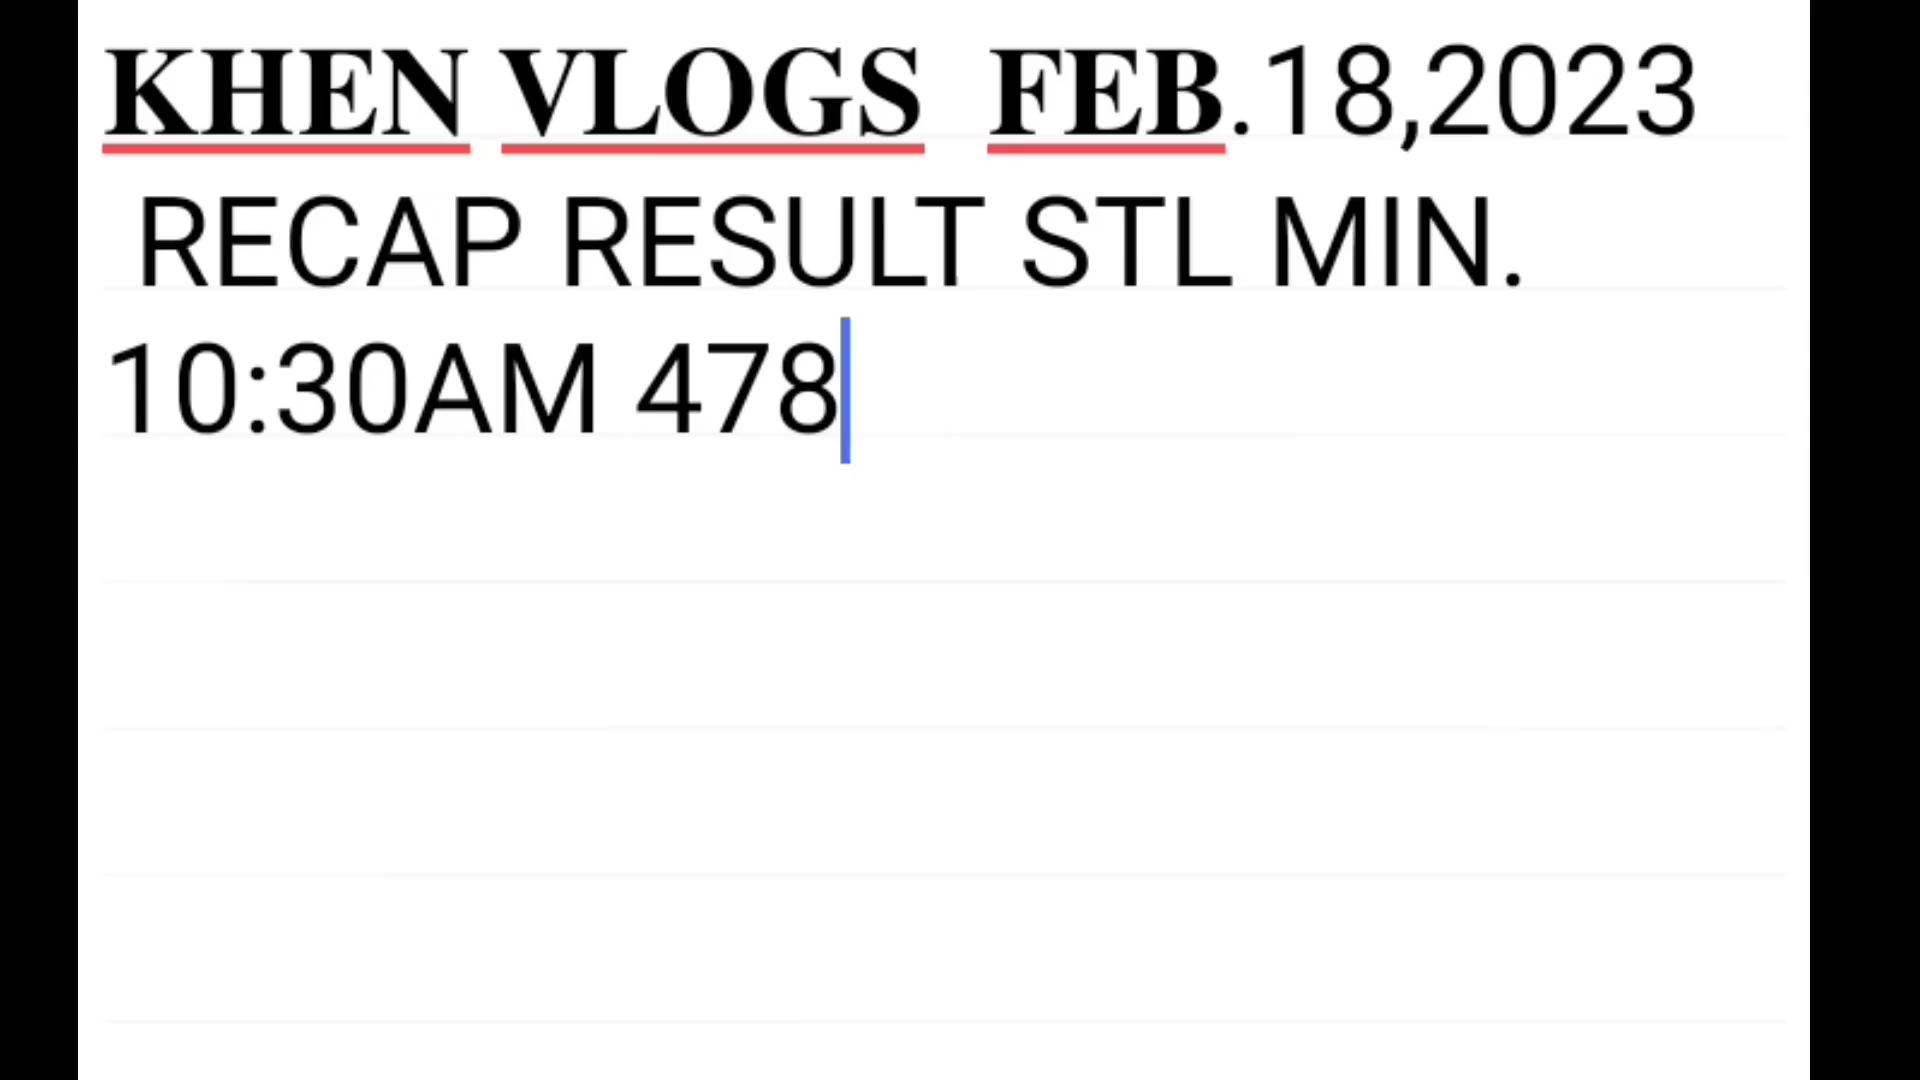 KHEN VLOGS  FEB.18,2023
RECAP RESULT STL MIN.
10:30AM 478